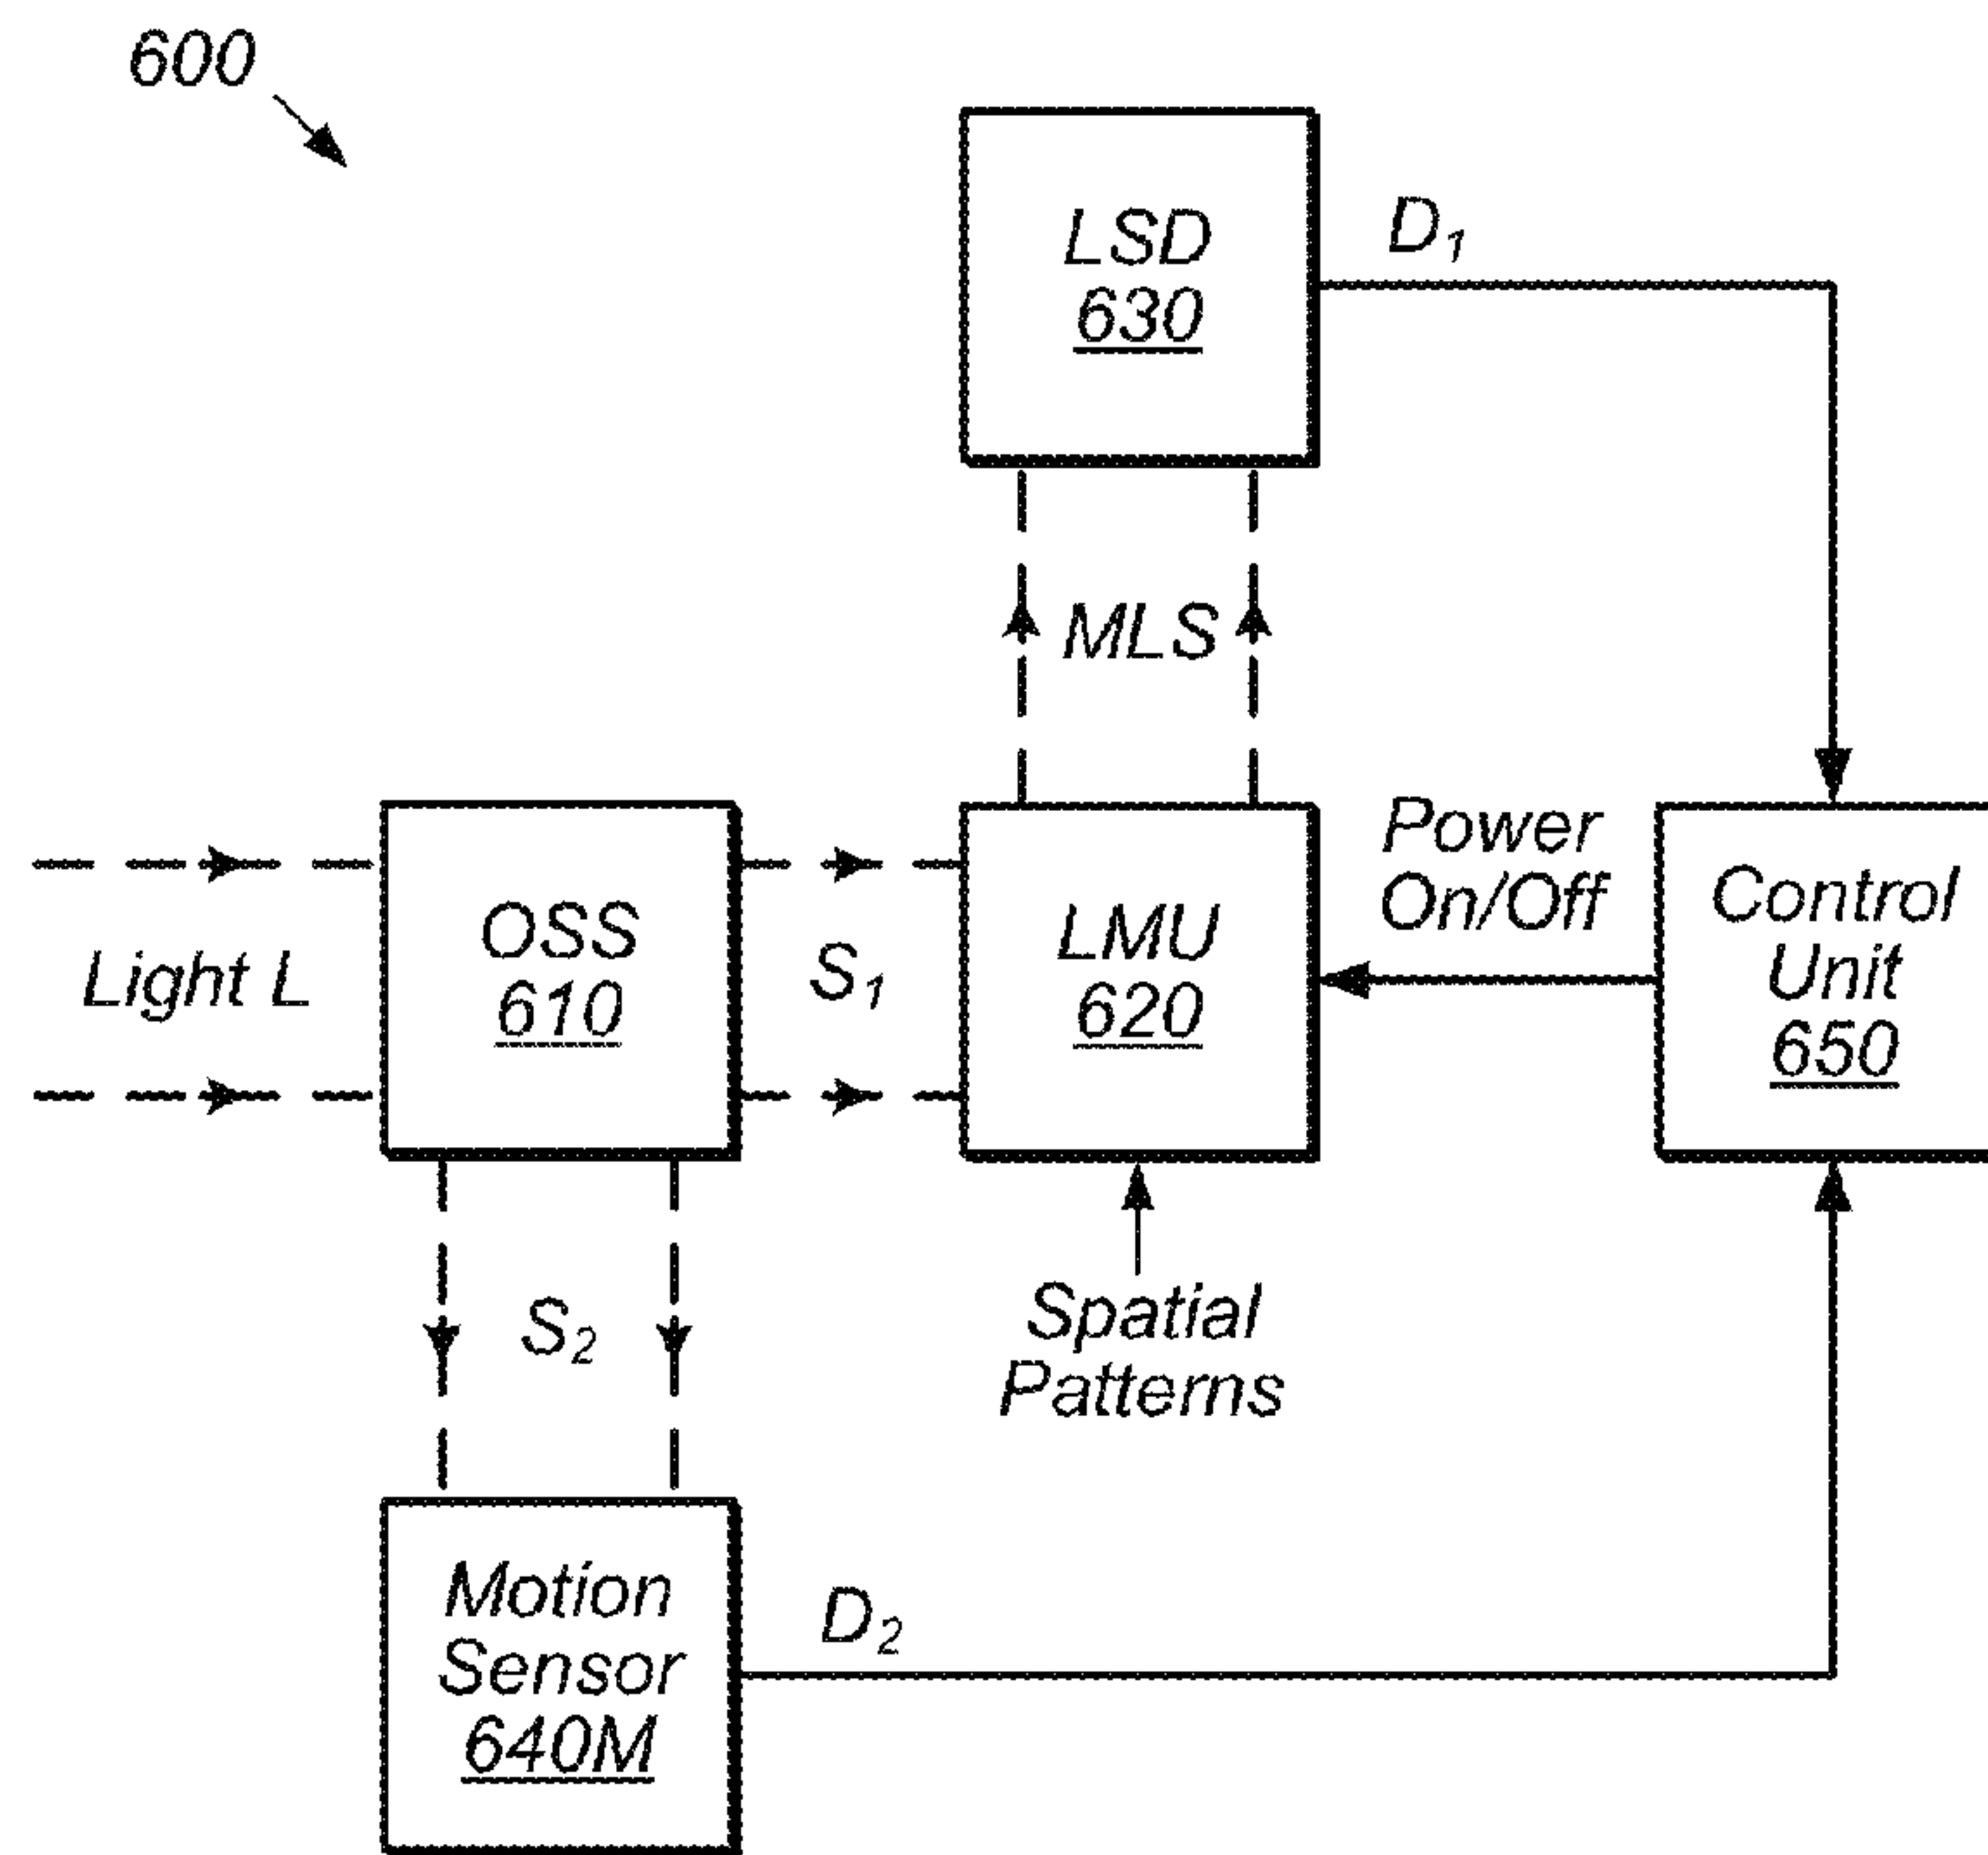 600
LSD
630
D₁
MLS
Power
On/Off
Control
Unit
650
OSS
610
LMU
620
Light L
S₁
S₂
Spatial
Patterns
Motion
Sensor
640M
D₂